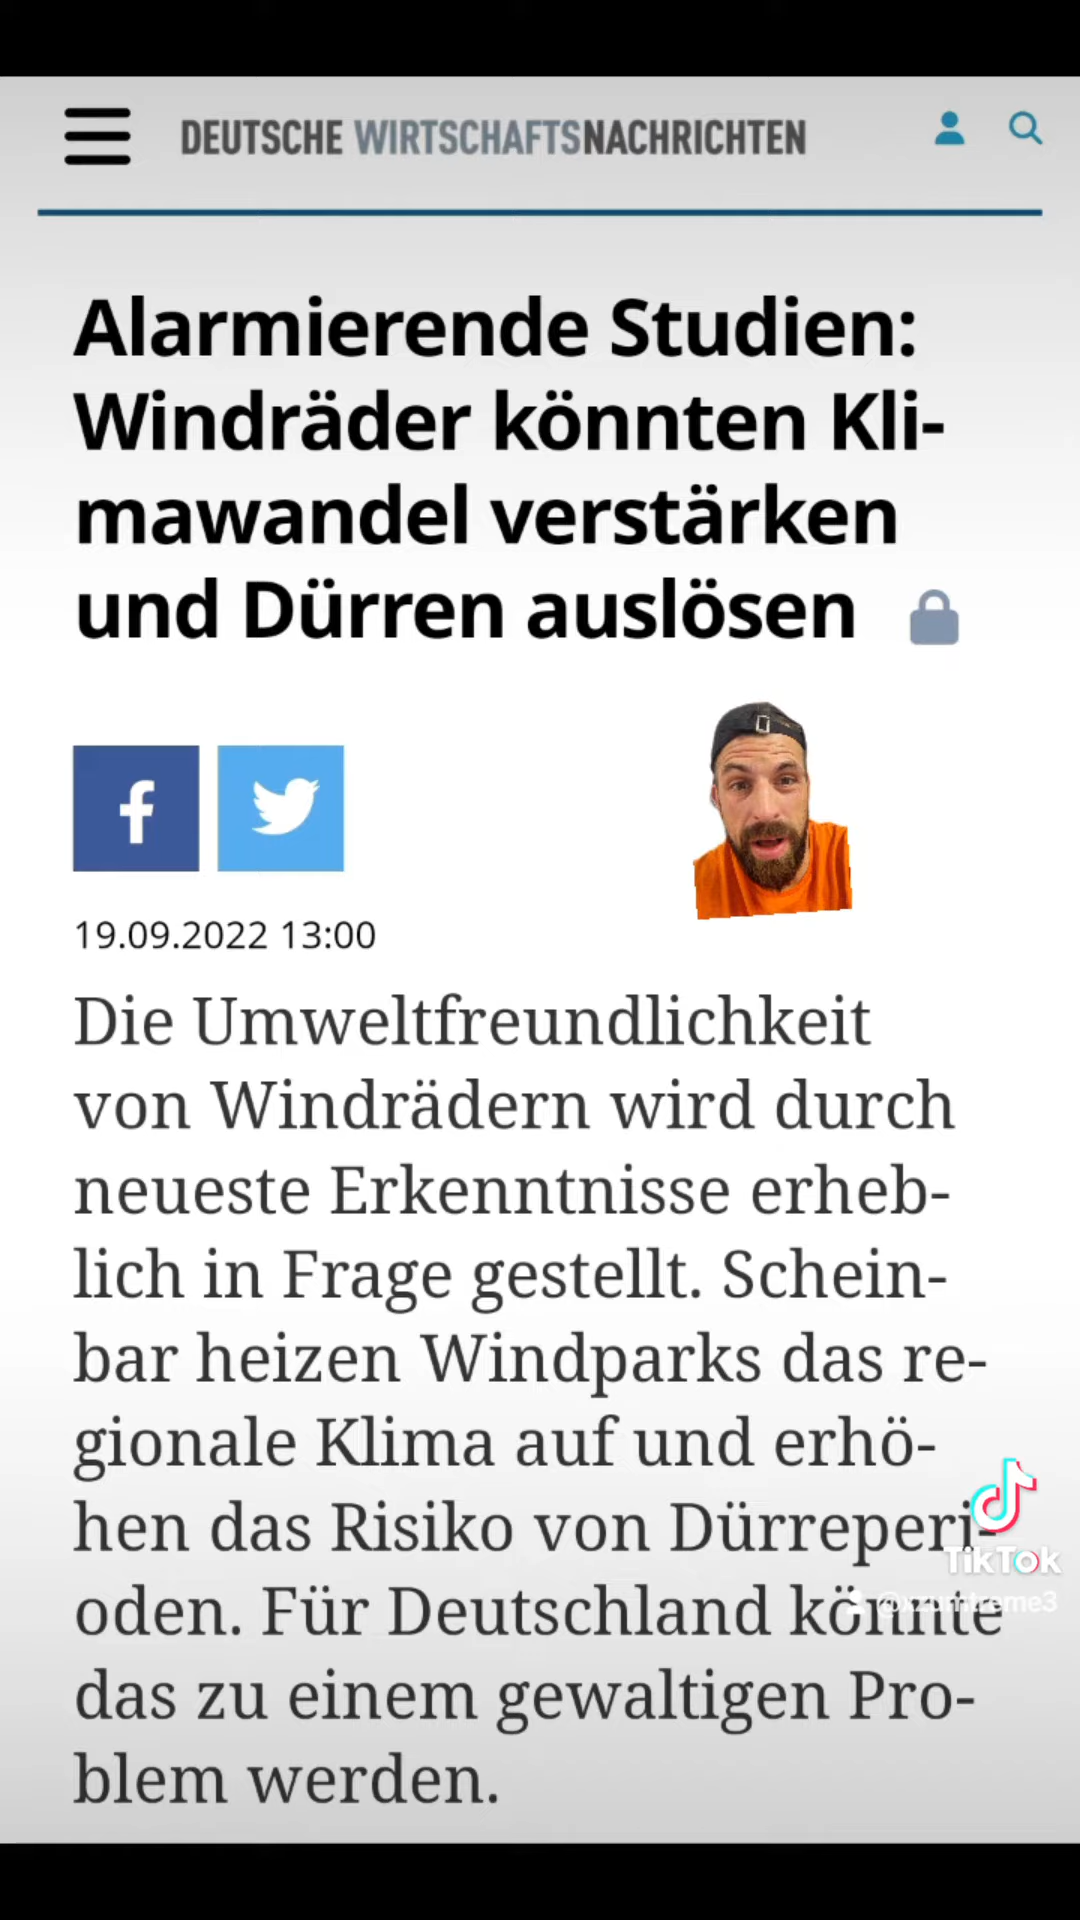 DEUTSCHE WIRTSCHAFTSNACHRICHTEN
Alarmierende Studien:
Windräder könnten Kli-
mawandel verstärken
und Dürren auslösen
19.09.2022 13:00
Die Umweltfreundlichkeit
von Windrädern wird durch
neueste Erkenntnisse erheb-
lich in Frage gestellt. Schein-
bar heizen Windparks das re-
gionale Klima auf und erhö-
hen das Risiko von Dürreperi-
oden. Für Deutschland könnte
das zu einem gewaltigen Pro-
blem werden.
TikTok